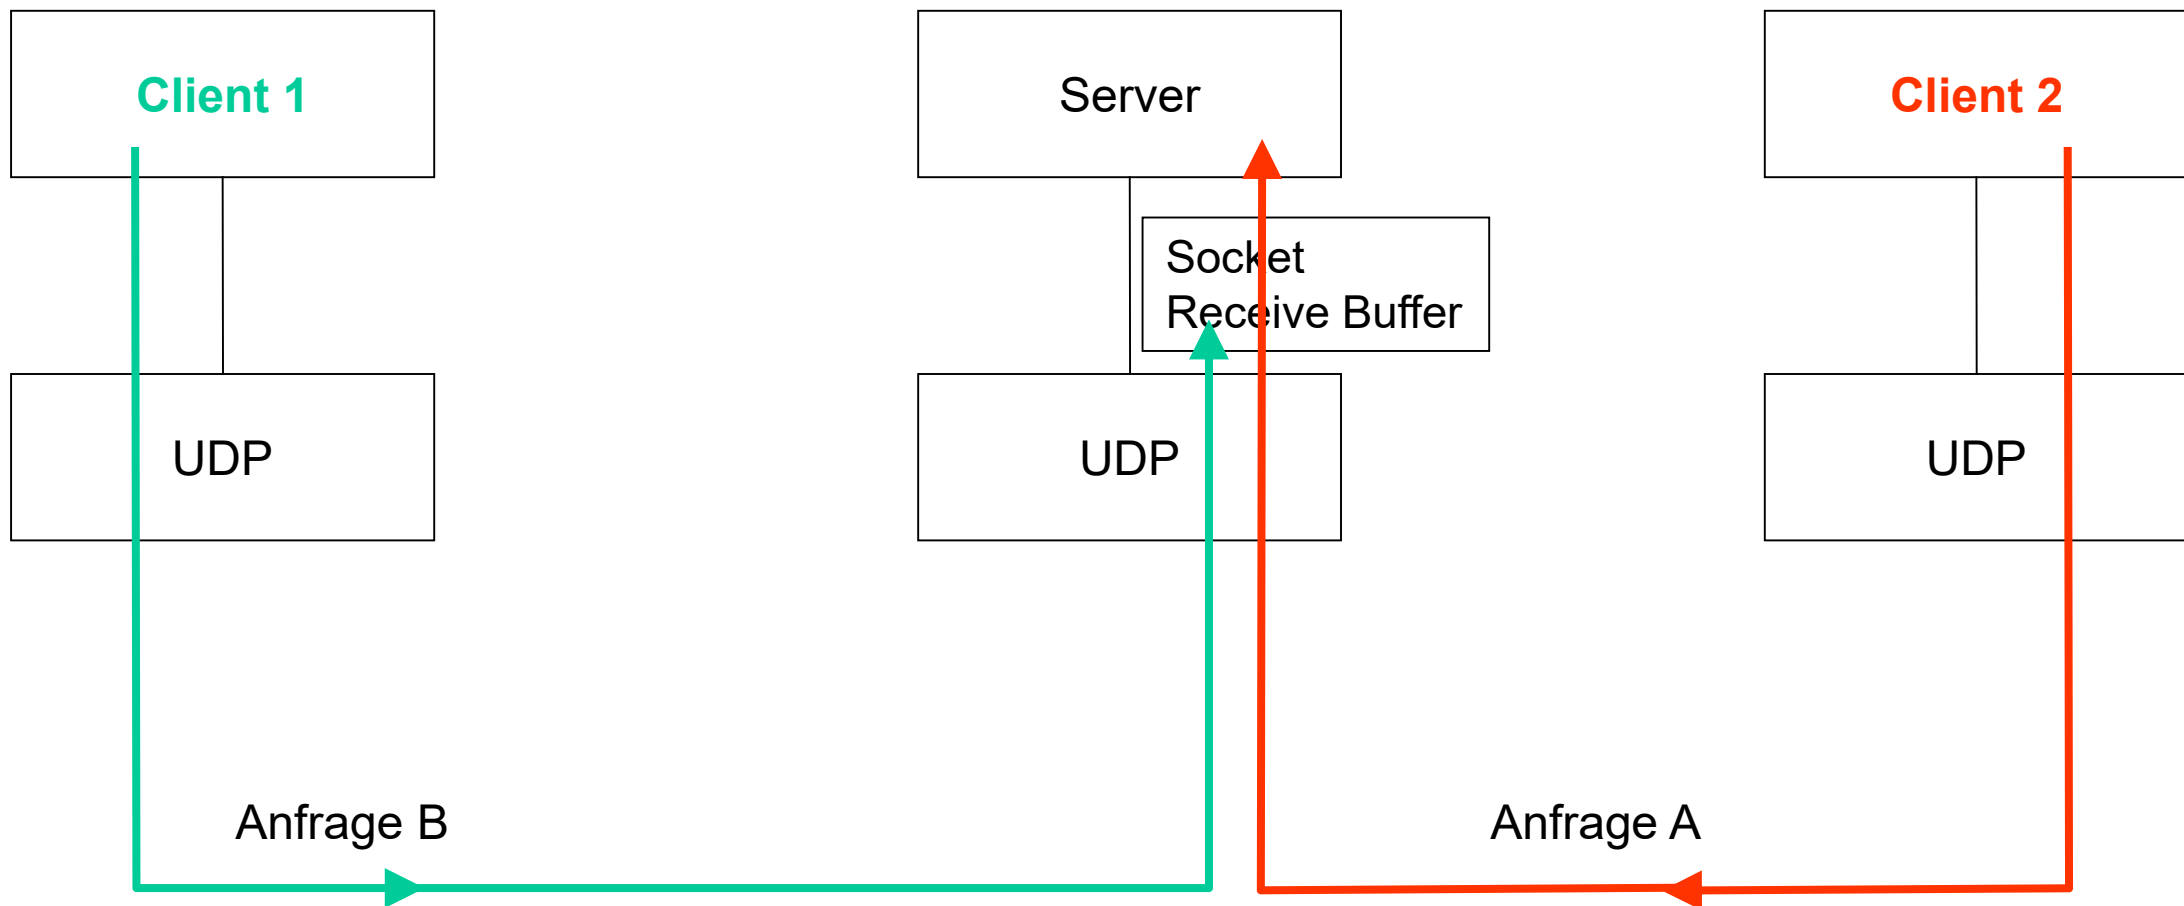 Client 1
Server
Client 2
Socket
Receive Buffer
UDP
UDP
UDP
Anfrage B
Anfrage A